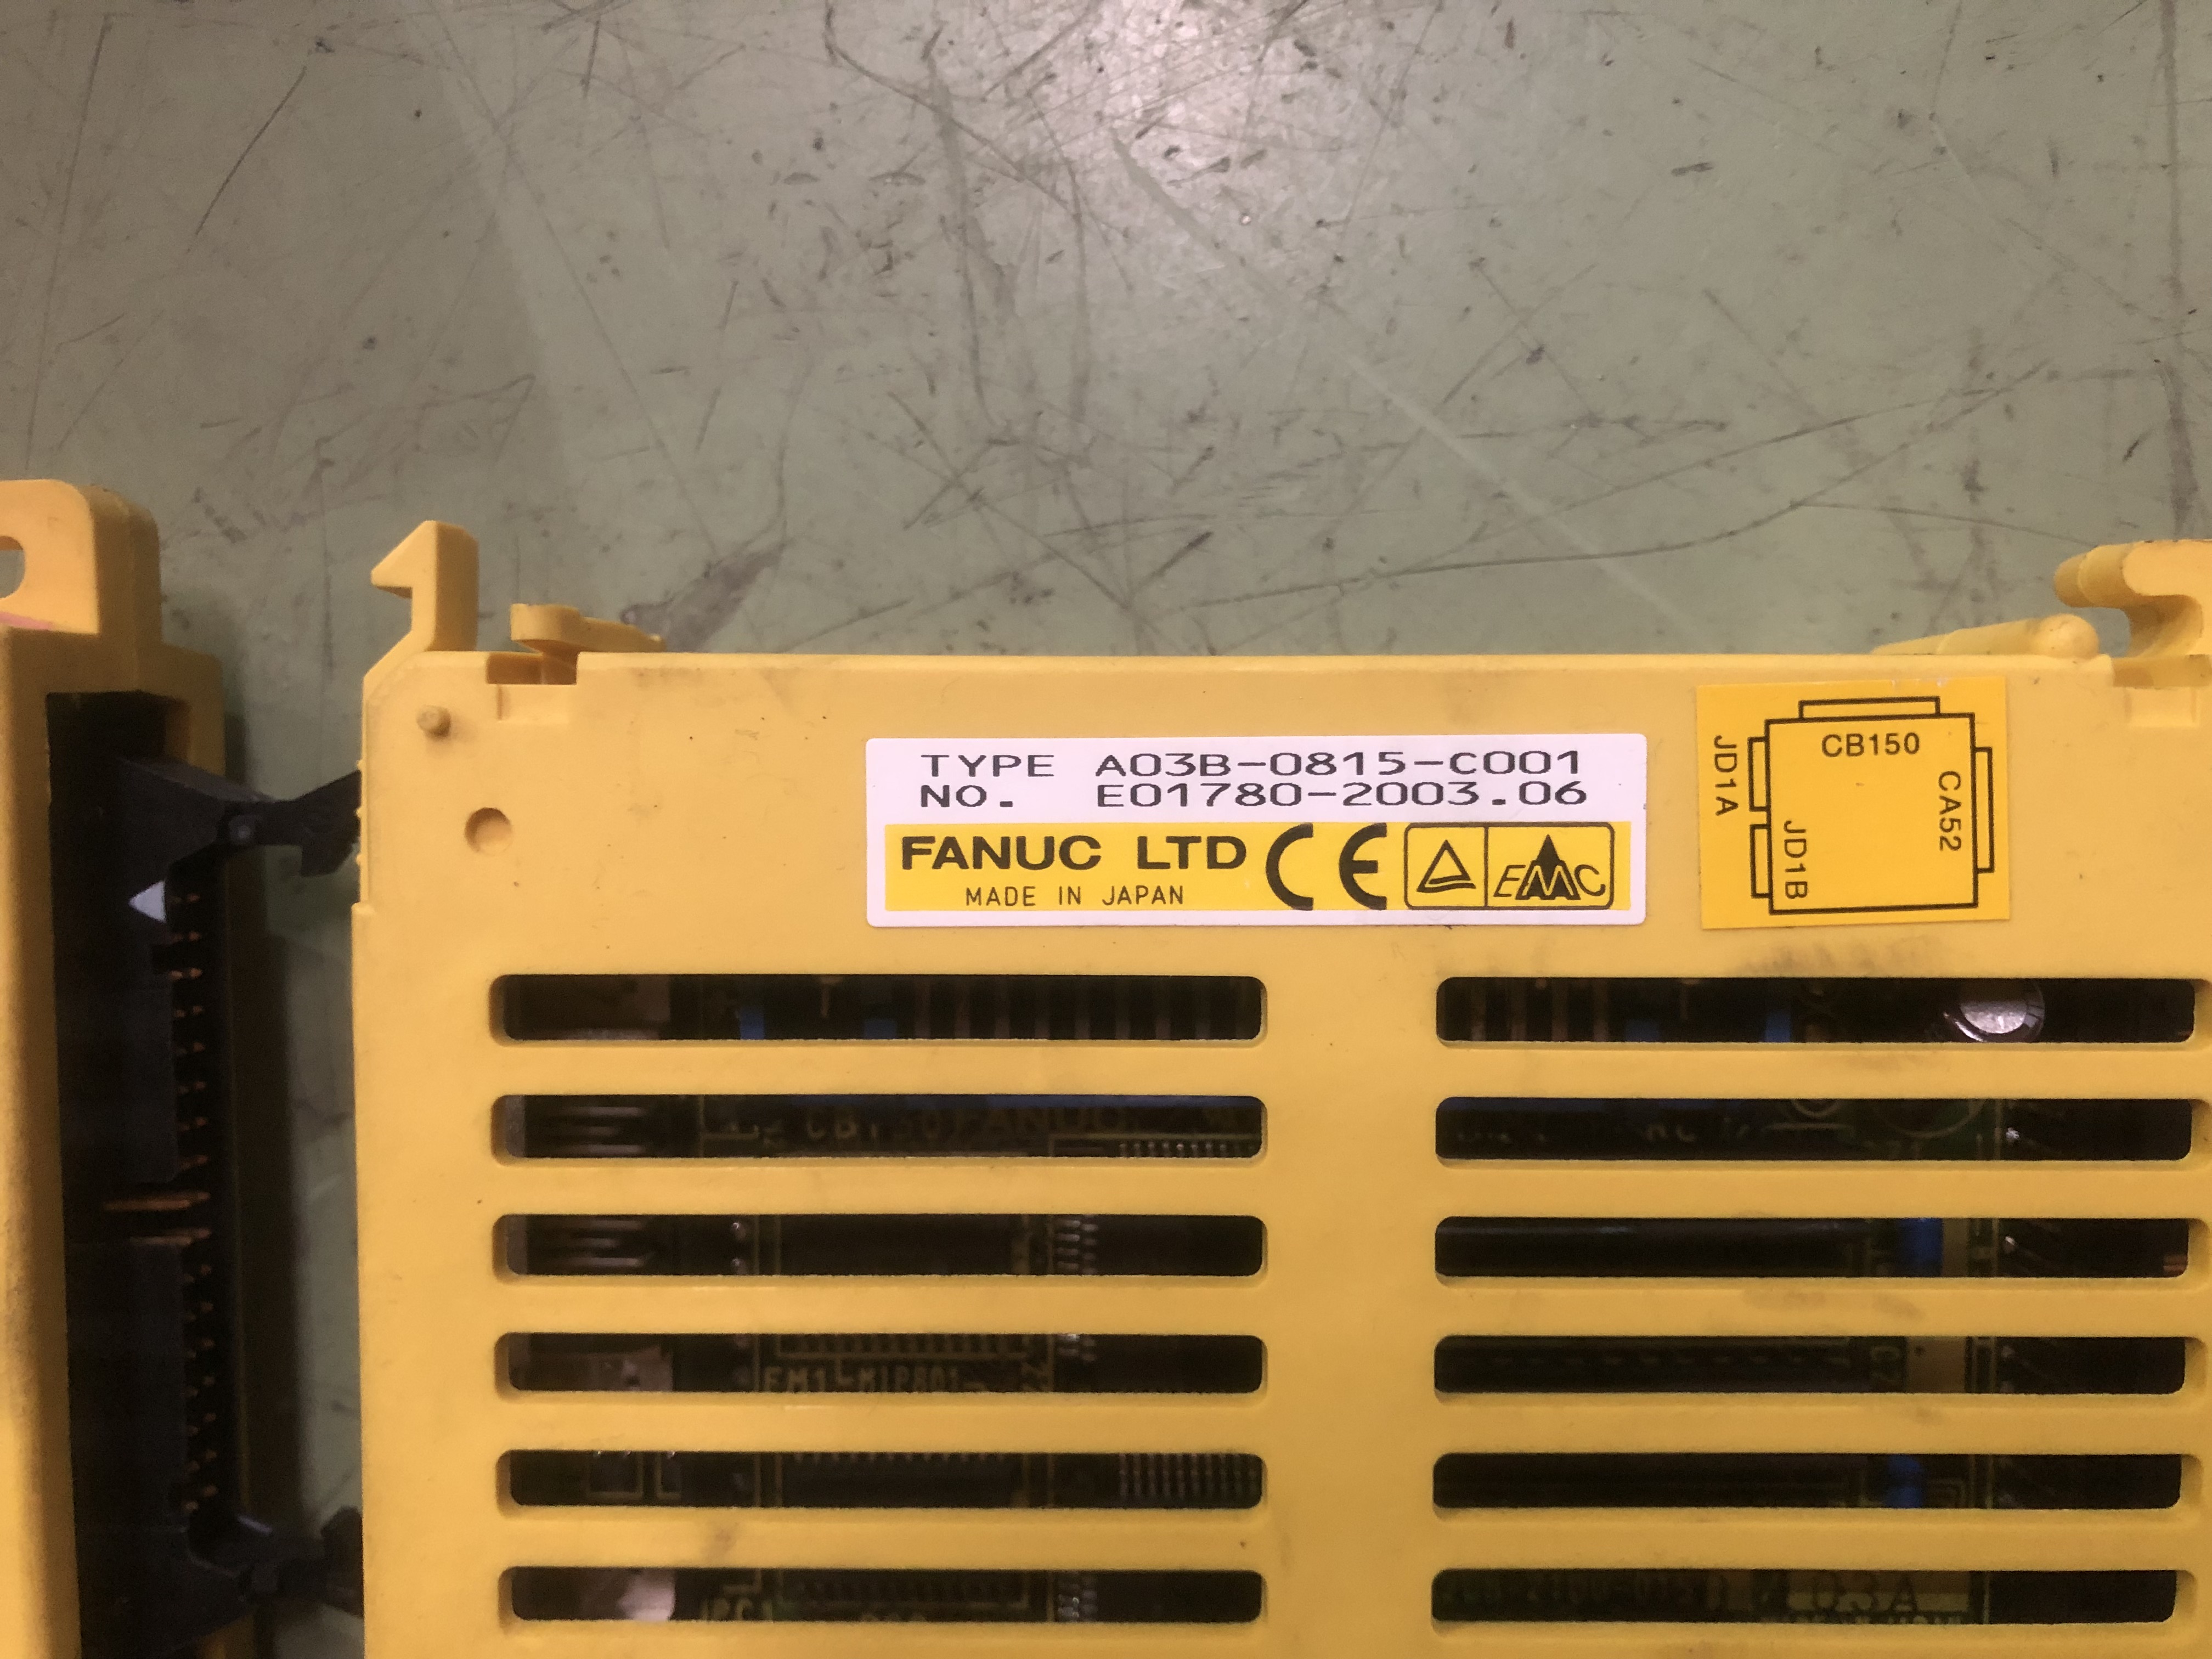 TYPE A03B-0815-C001
NO. E01780-2003.06
FANUC LTD
MADE IN JAPAN
CE
EMC
CB150
JD1A
CA52
JD1B